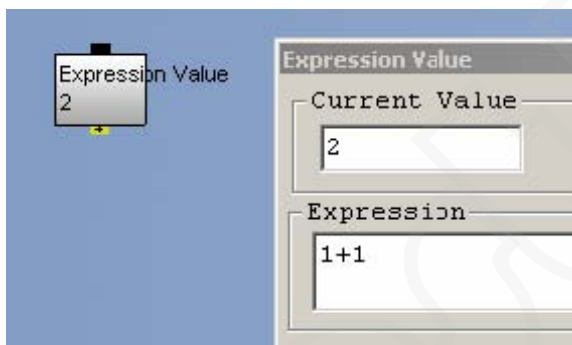 Expression Value
2
+
Expression Value
Current Value
2
Expression
1+1